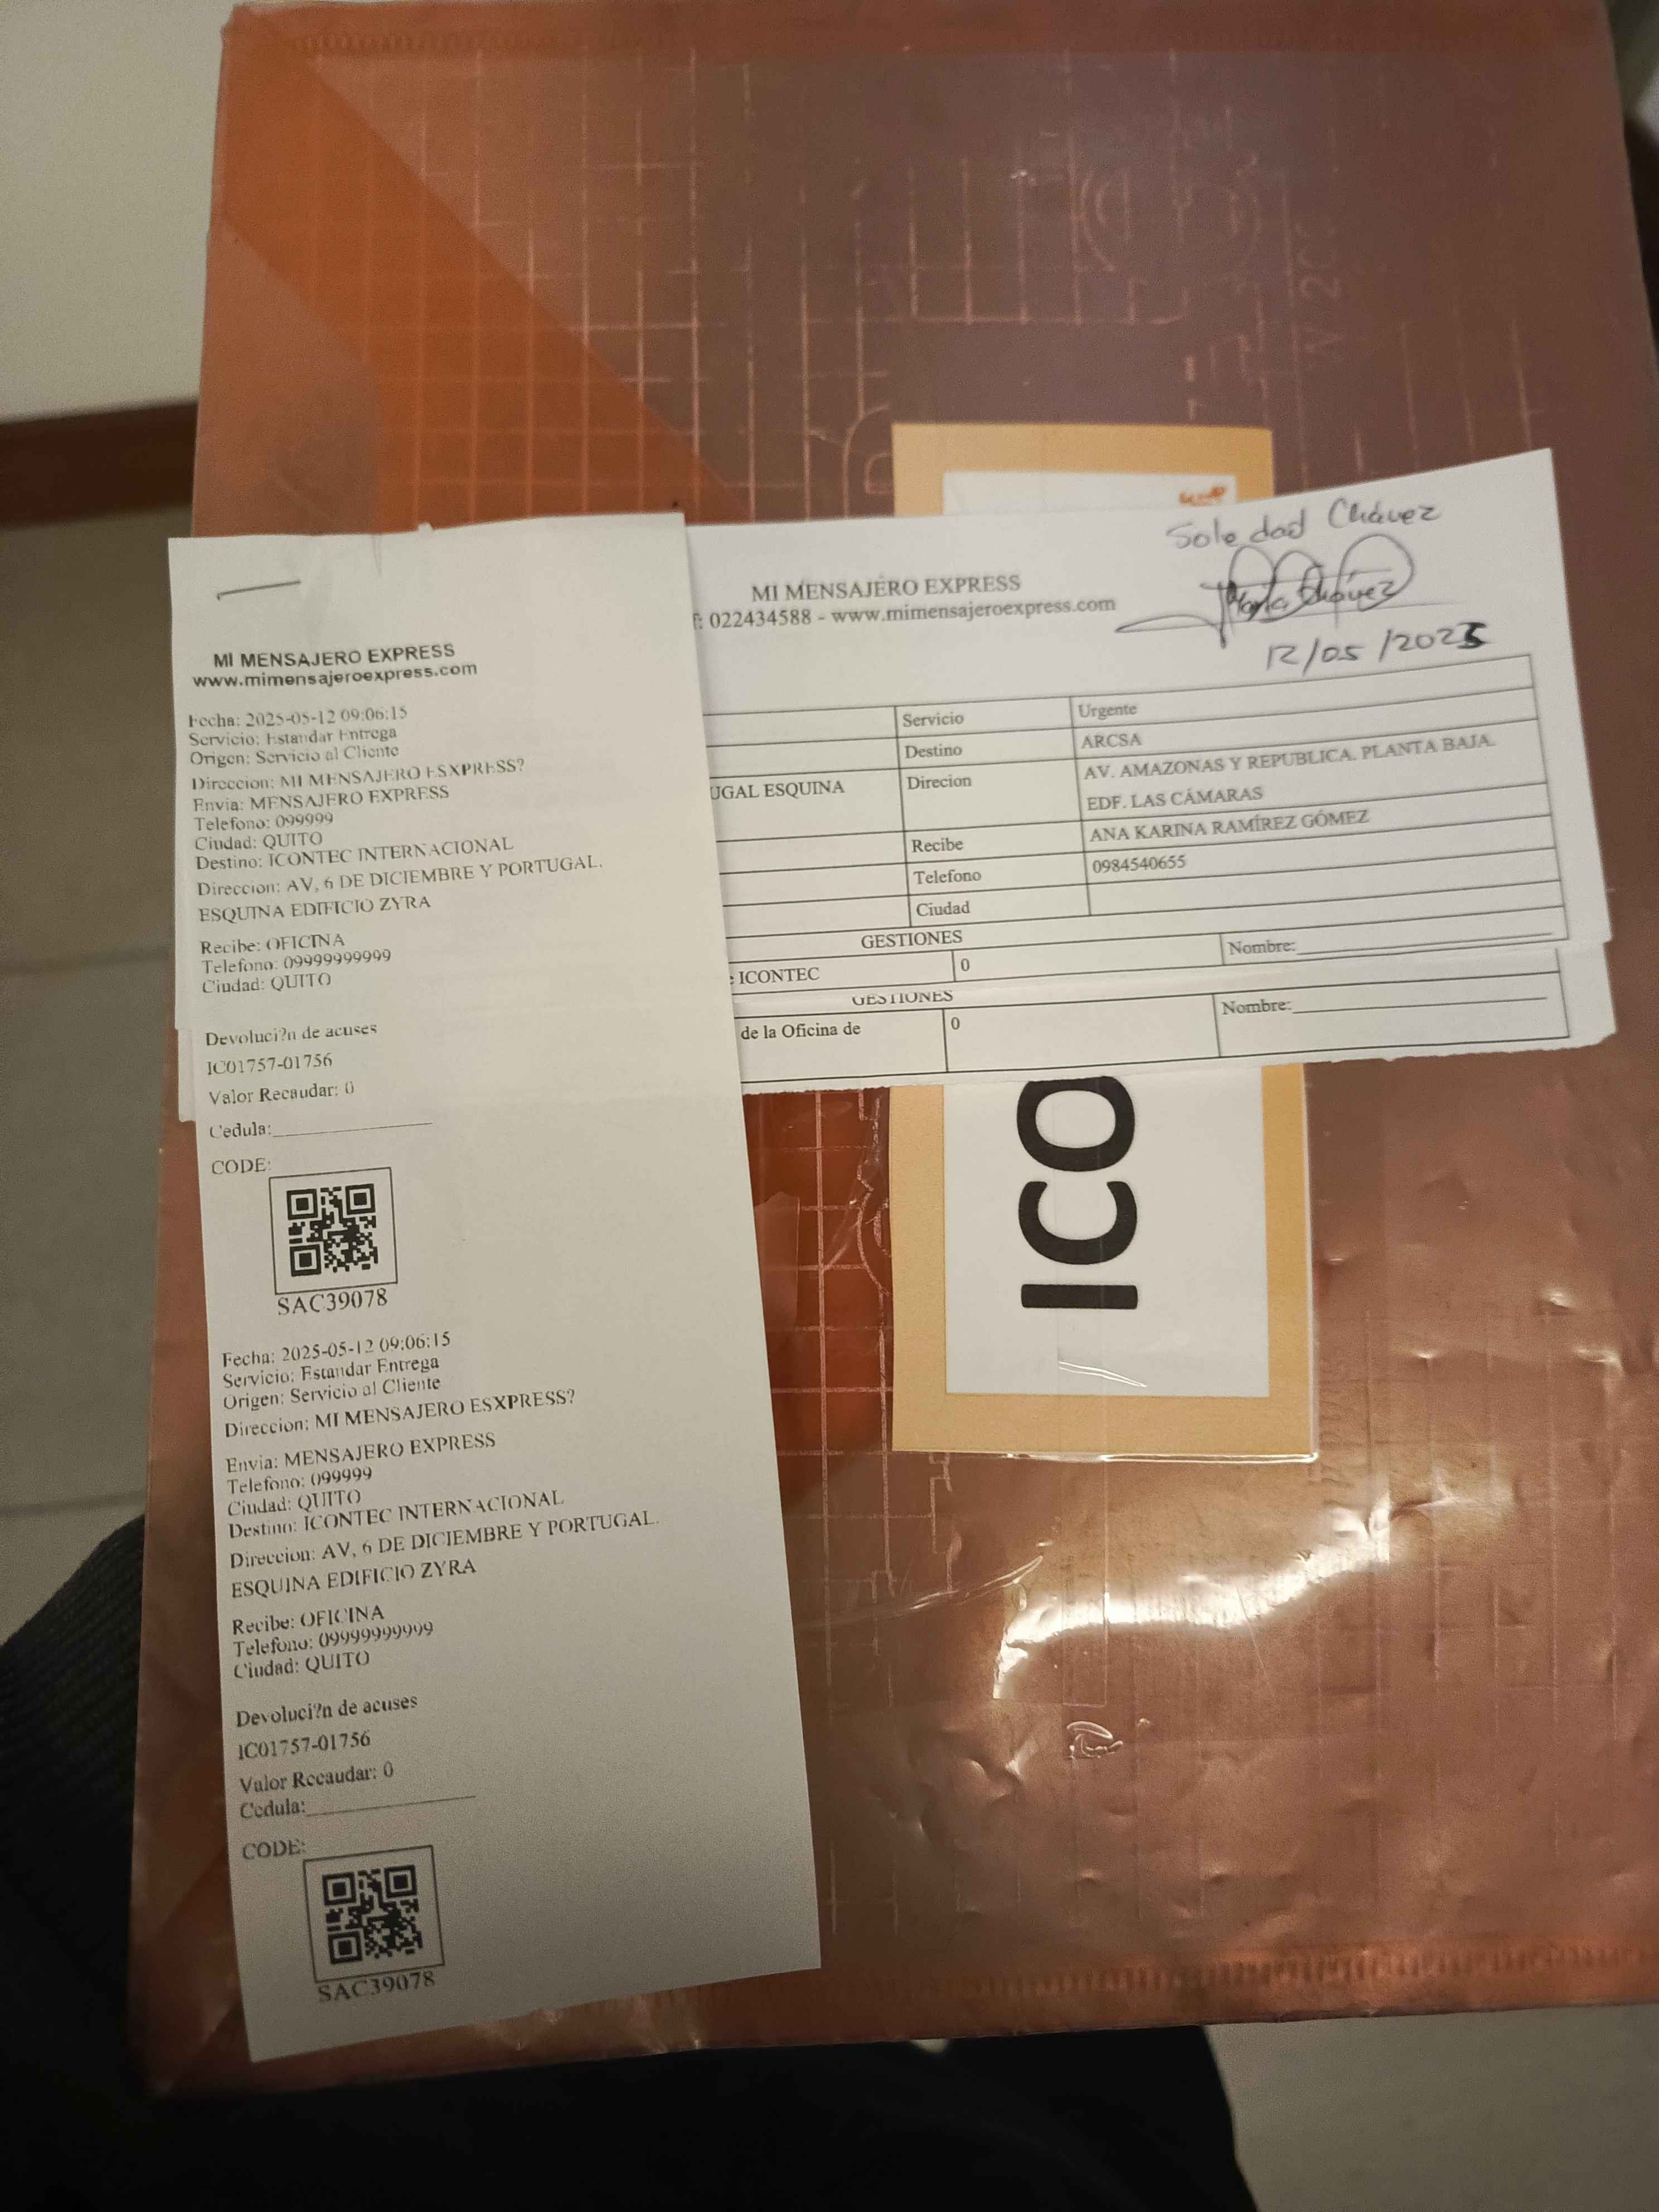 MI MENSAJERO EXPRESS
www.mimensajeroexpress.com
Fecha: 2025-05-12 09:06:15
Servicio: Estandar Entrega
Origen: Servicio al Cliente
Direccion: MI MENSAJERO ESXPRESS?
Envia: MENSAJERO EXPRESS
Telefono: 099999
Ciudad: QUITO
Destino: ICONTEC INTERNACIONAL
Direccion: AV, 6 DE DICIEMBRE Y PORTUGAL.
ESQUINA EDIFICIO ZYRA
Recibe: OFICINA
Telefono: 09999999999
Ciudad: QUITO
Devoluci?n de acuses
IC01757-01756
Valor Recaudar: 0
Cedula:
CODE:
SAC39078
Fecha: 2025-05-12 09:06:15
Servicio: Estandar Entrega
Origen: Servicio al Cliente
Direccion: MI MENSAJERO ESXPRESS?
Envia: MENSAJERO EXPRESS
Telefono: 099999
Ciudad: QUITO
Destino: ICONTEC INTERNACIONAL
Direccion: AV, 6 DE DICIEMBRE Y PORTUGAL.
ESQUINA EDIFICIO ZYRA
Recibe: OFICINA
Telefono: 09999999999
Ciudad: QUITO
Devoluci?n de acuses
IC01757-01756
Valor Recaudar: 0
Cedula:
CODE:
SAC39078
Soledad Chávez
12/05/2025
MI MENSAJERO EXPRESS
: 022434588 - www.mimensajeroexpress.com
Servicio Urgente
Destino ARCSA
UGAL ESQUINA Direcion AV. AMAZONAS Y REPUBLICA. PLANTA BAJA.
EDF. LAS CÁMARAS
Recibe ANA KARINA RAMÍREZ GÓMEZ
Telefono 0984540655
Ciudad
GESTIONES
ICONTEC 0 Nombre:
GESTIONES
de la Oficina de 0 Nombre:
ICO